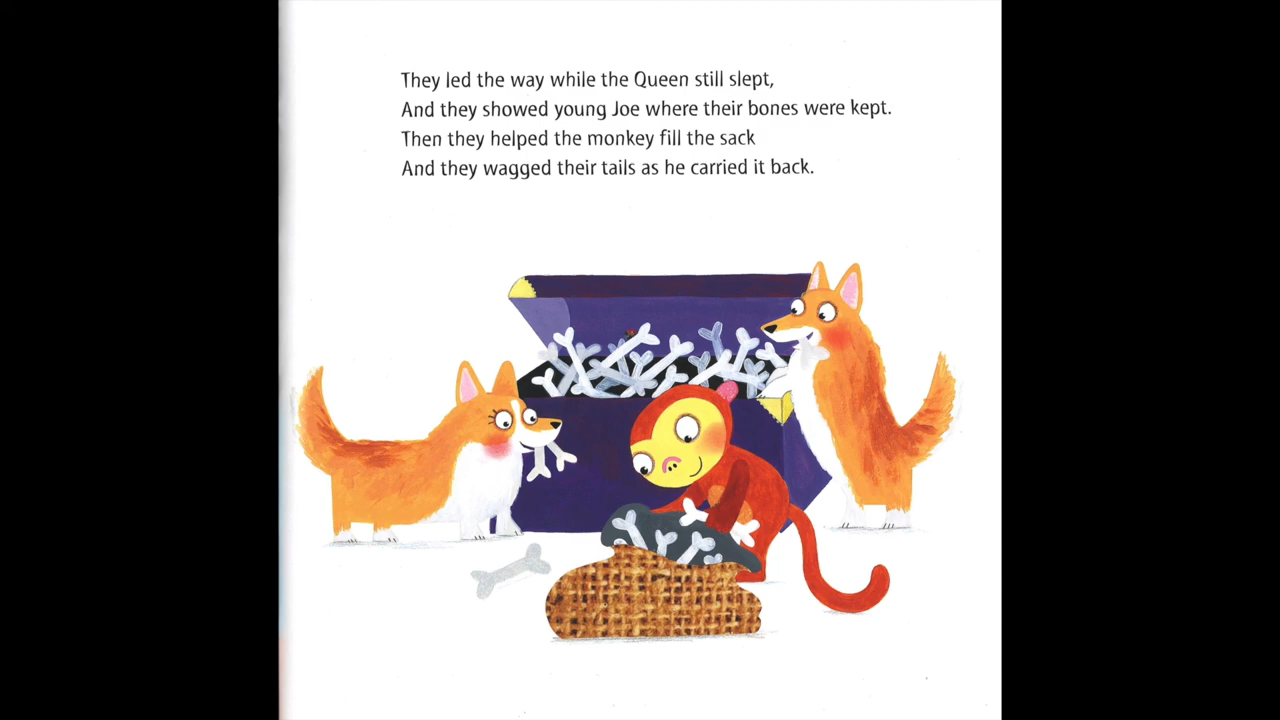 They led the way while the Queen still slept,
And they showed young Joe where their bones were kept.
Then they helped the monkey fill the sack
And they wagged their tails as he carried it back.